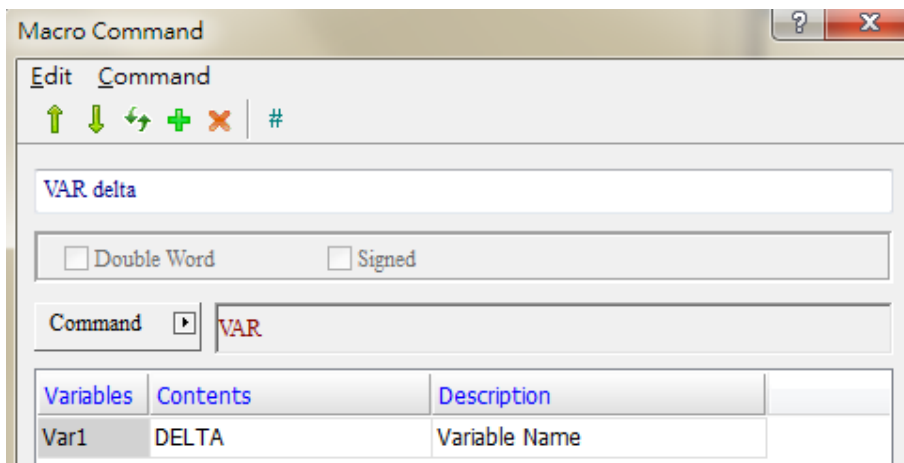 Macro Command
Edit Command
#
VAR delta
Double Word Signed
Command VAR
Variables Contents Description
Var1 DELTA Variable Name